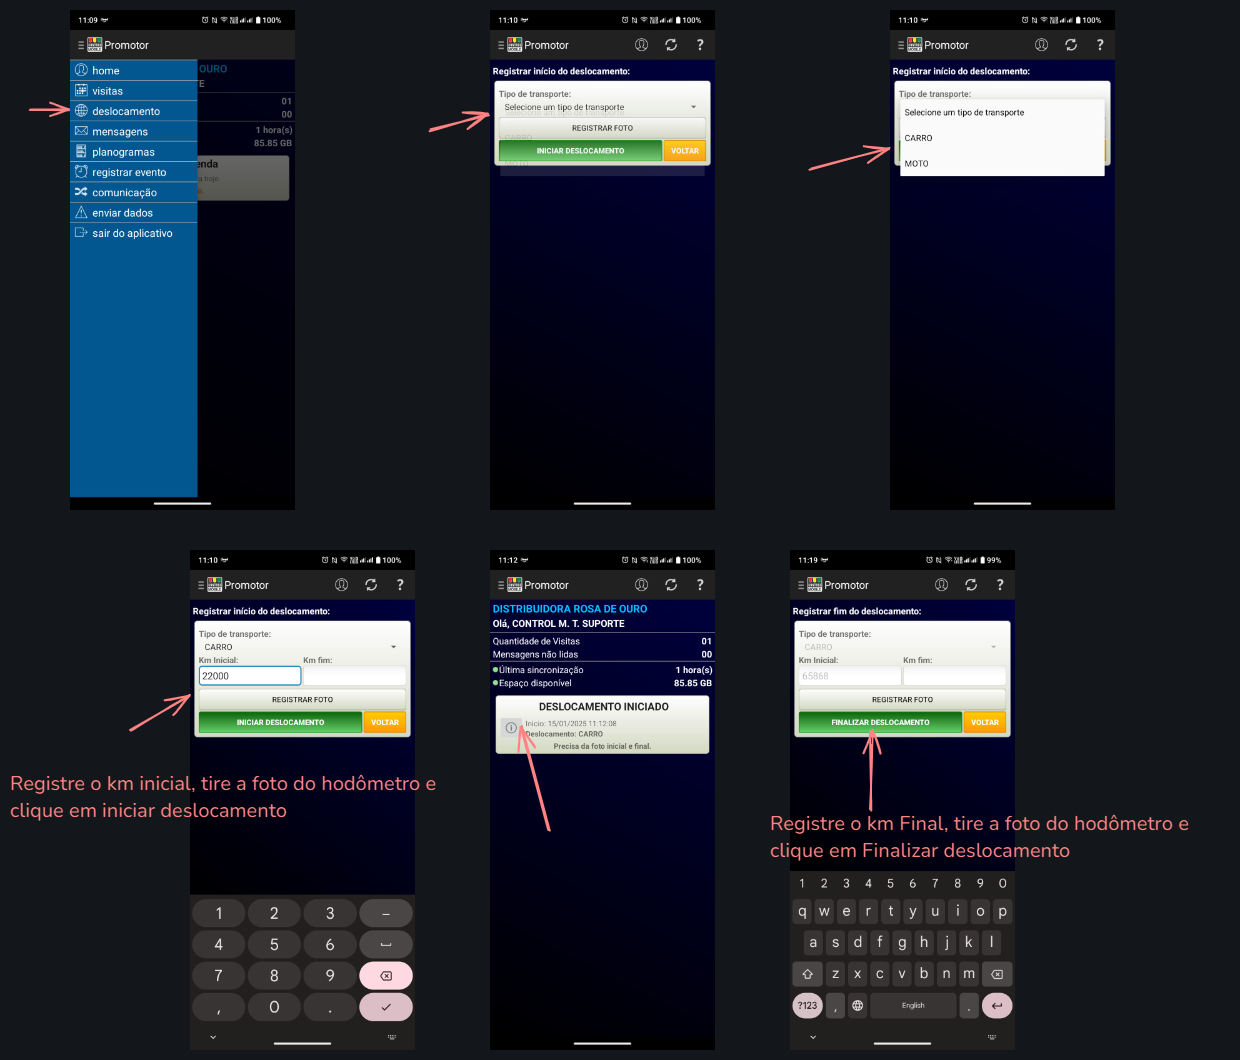 11:09
100%
Promotor
home
visitas
deslocamento
mensagens
planogramas
registrar evento
comunicação
enviar dados
sair do aplicativo
OURO
TE
01
00
1 hora(s)
85.85 GB
enda
a hoje.
11:10
100%
Promotor
?
Registrar início do deslocamento:
Tipo de transporte:
Selecione um tipo de transporte
REGISTRAR FOTO
CARRO
INICIAR DESLOCAMENTO
VOLTAR
MOTO
11:10
100%
Promotor
?
Registrar início do deslocamento:
Tipo de transporte:
Selecione um tipo de transporte
CARRO
MOTO
11:10
100%
Promotor
?
Registrar início do deslocamento:
Tipo de transporte:
CARRO
Km Inicial: Km fim:
22000
REGISTRAR FOTO
INICIAR DESLOCAMENTO
VOLTAR
Registre o km inicial, tire a foto do hodômetro e
clique em iniciar deslocamento
1 2 3 –
4 5 6
7 8 9
, 0 .
11:12
100%
Promotor
?
DISTRIBUIDORA ROSA DE OURO
Olá, CONTROL M. T. SUPORTE
Quantidade de Visitas 01
Mensagens não lidas 00
Última sincronização 1 hora(s)
Espaço disponível 85.85 GB
DESLOCAMENTO INICIADO
Início: 15/01/2025 11:12:08
Deslocamento: CARRO
Precisa da foto inicial e final.
11:19
99%
Promotor
?
Registrar fim do deslocamento:
Tipo de transporte:
CARRO
Km Inicial: Km fim:
65868
REGISTRAR FOTO
FINALIZAR DESLOCAMENTO
VOLTAR
Registre o km Final, tire a foto do hodômetro e
clique em Finalizar deslocamento
1 2 3 4 5 6 7 8 9 0
q w e r t y u i o p
a s d f g h j k l
z x c v b n m
?123 , English .